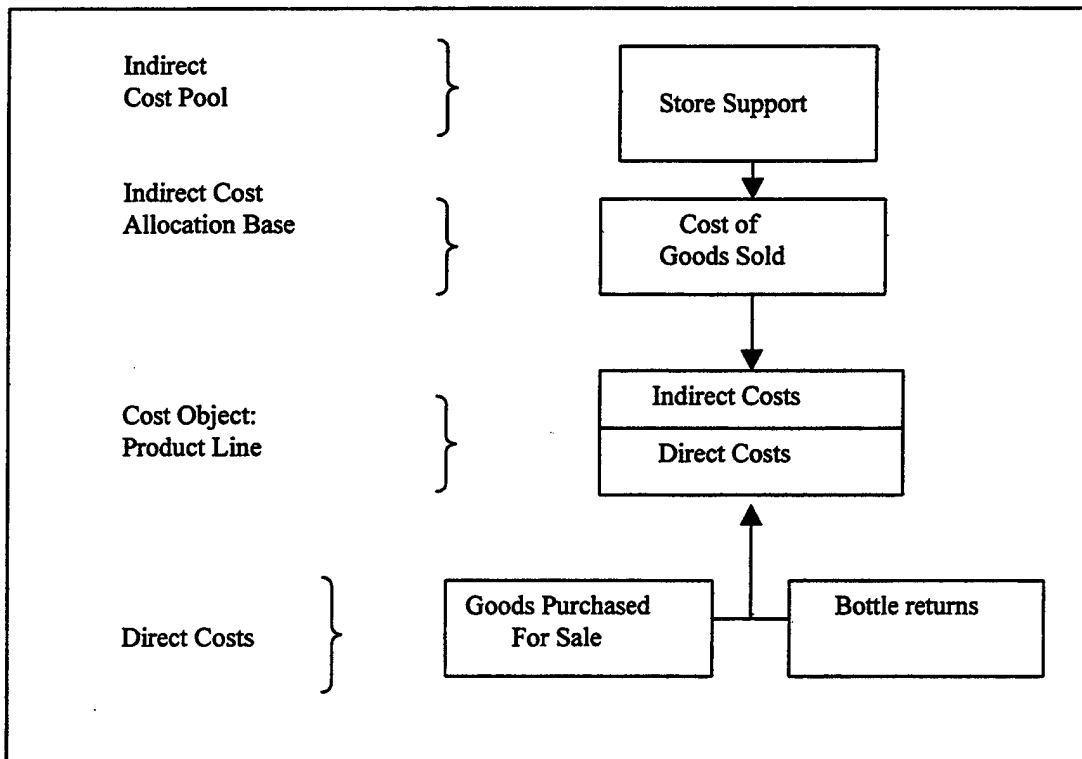 Indirect
Cost Pool
Store Support
Indirect Cost
Allocation Base
Cost of
Goods Sold
Cost Object:
Product Line
Indirect Costs
Direct Costs
Direct Costs
Goods Purchased
For Sale
Bottle returns